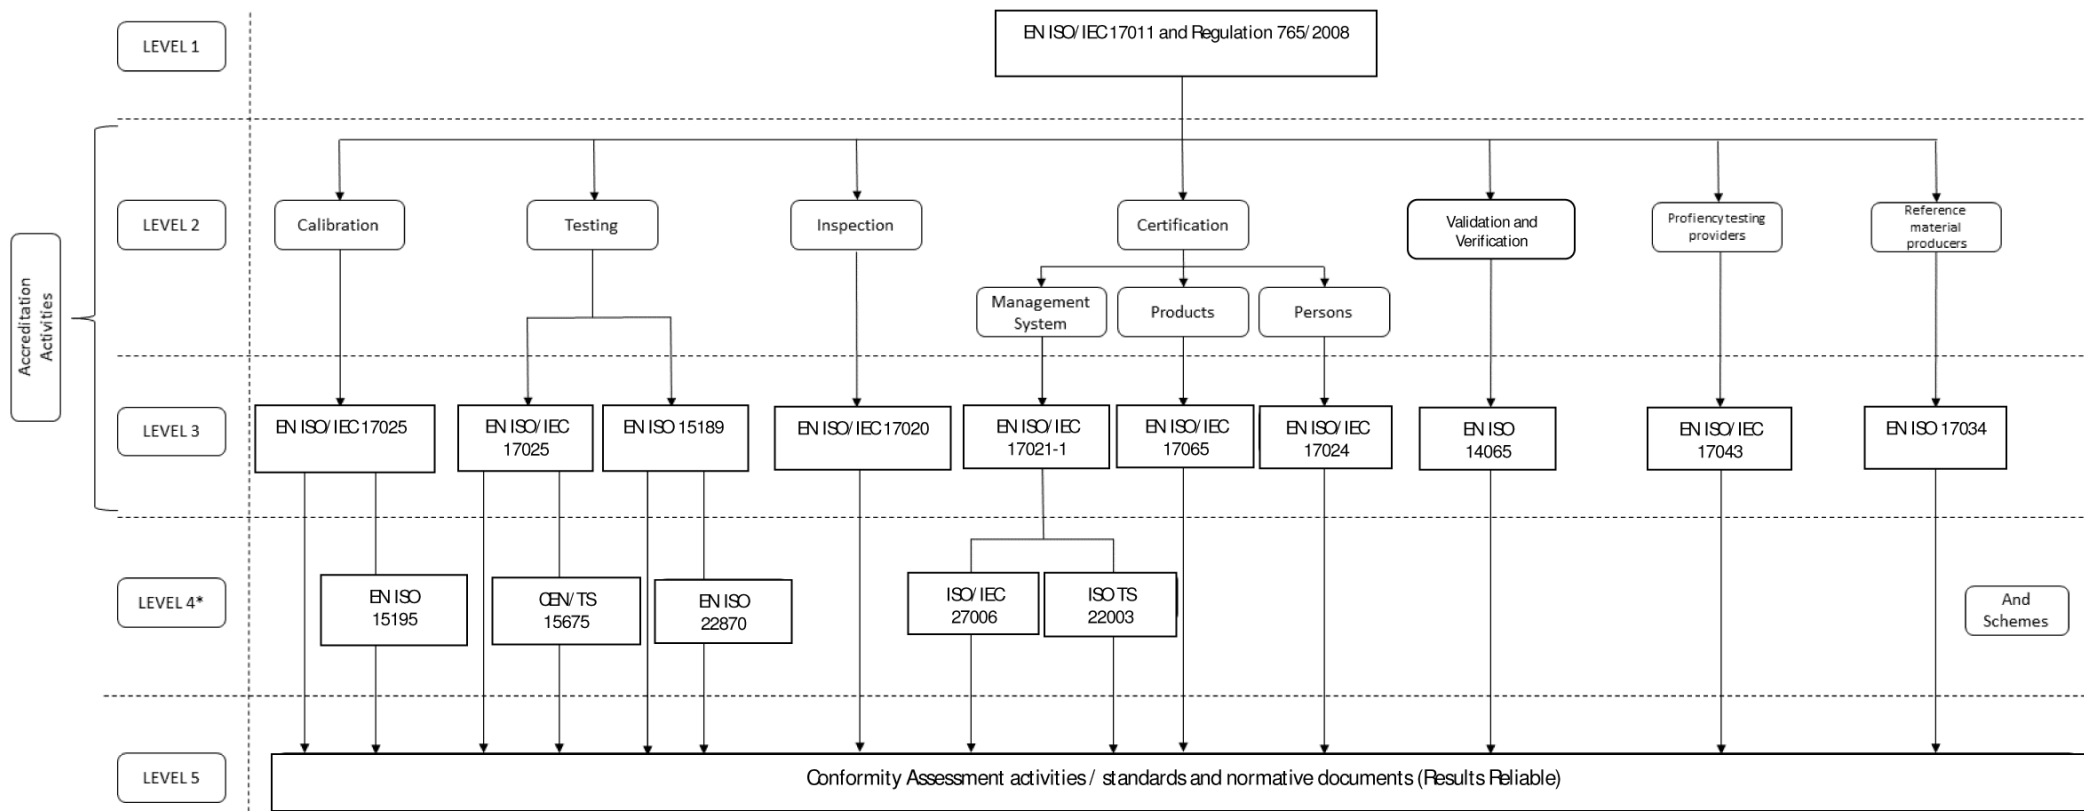 LEVEL 1
EN ISO/IEC 17011 and Regulation 765/2008
Accreditation
Activities
LEVEL 2
Calibration
Testing
Inspection
Certification
Validation and
Verification
Profiency testing
providers
Reference
material
producers
Management
System
Products
Persons
LEVEL 3
EN ISO/IEC 17025
EN ISO/IEC
17025
EN ISO 15189
EN ISO/IEC 17020
EN ISO/IEC
17021-1
EN ISO/IEC
17065
EN ISO/IEC
17024
EN ISO
14065
EN ISO/IEC
17043
EN ISO 17034
LEVEL 4*
EN ISO
15195
CEN/TS
15675
EN ISO
22870
ISO/IEC
27006
ISO TS
22003
And
Schemes
LEVEL 5
Conformity Assessment activities / standards and normative documents (Results Reliable)